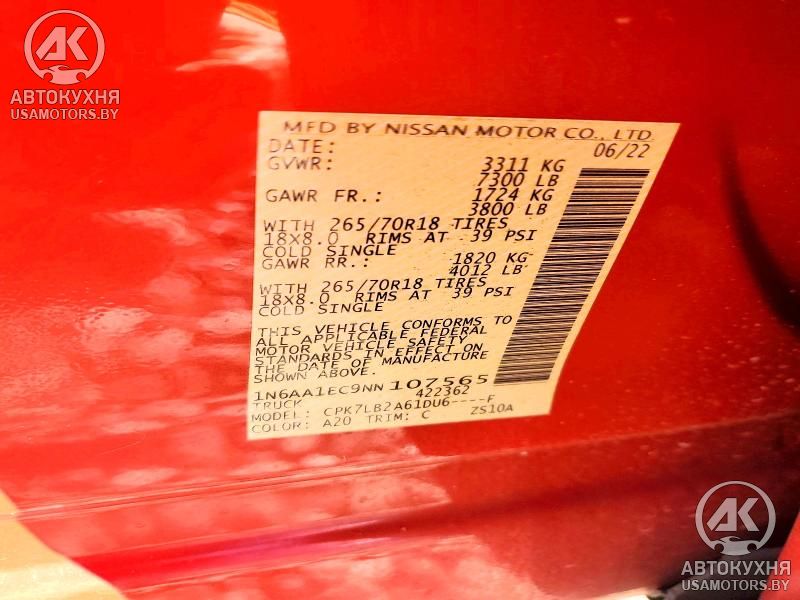 AK
АВТОКУХНЯ
USAMOTORS.BY
MFD BY NISSAN MOTOR CO., LTD.
DATE: 06/22
GVWR: 3311 KG
7300 LB
GAWR FR.: 1724 KG
3800 LB
WITH 265/70R18 TIRES
18X8.0 RIMS AT 39 PSI
COLD SINGLE
GAWR RR.: 1820 KG
4012 LB
WITH 265/70R18 TIRES
18X8.0 RIMS AT 39 PSI
COLD SINGLE
THIS VEHICLE CONFORMS TO
ALL APPLICABLE FEDERAL
MOTOR VEHICLE SAFETY
STANDARDS IN EFFECT ON
THE DATE OF MANUFACTURE
SHOWN ABOVE
1N6AA1EC9NN107565
TRUCK 422362
MODEL: CPK7LB2A61DU6----F
COLOR: A20 TRIM: C ZS10A
AK
АВТОКУХНЯ
USAMOTORS.BY